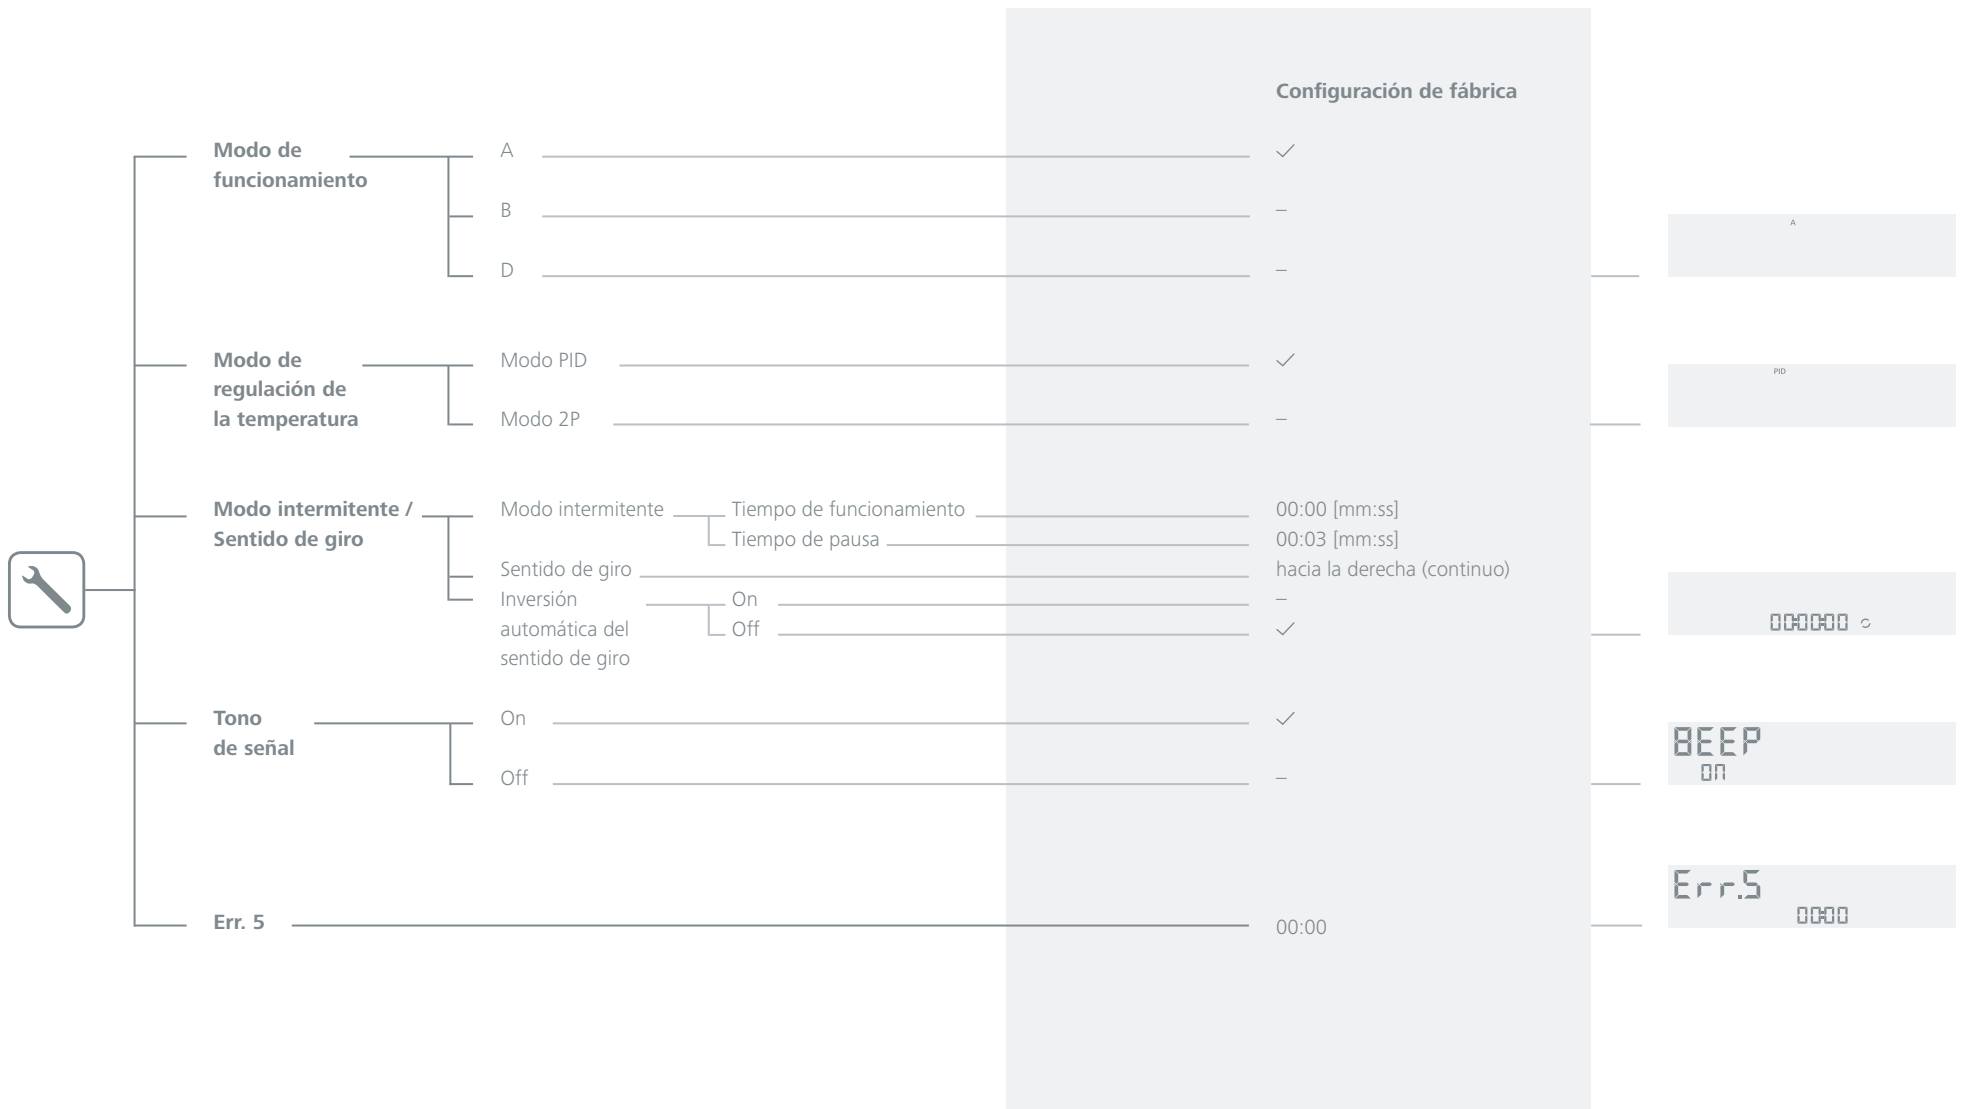 Configuración de fábrica
Modo de
funcionamiento
A
✓
B
–
D
–
A
Modo de
regulación de
la temperatura
Modo PID
✓
Modo 2P
–
PID
Modo intermitente /
Sentido de giro
Modo intermitente
Tiempo de funcionamiento
00:00 [mm:ss]
Tiempo de pausa
00:03 [mm:ss]
Sentido de giro
hacia la derecha (continuo)
Inversión
automática del
sentido de giro
On
–
Off
✓
00:00:00
Tono
de señal
On
✓
Off
–
BEEP
on
Err. 5
00:00
Err.5
00:00